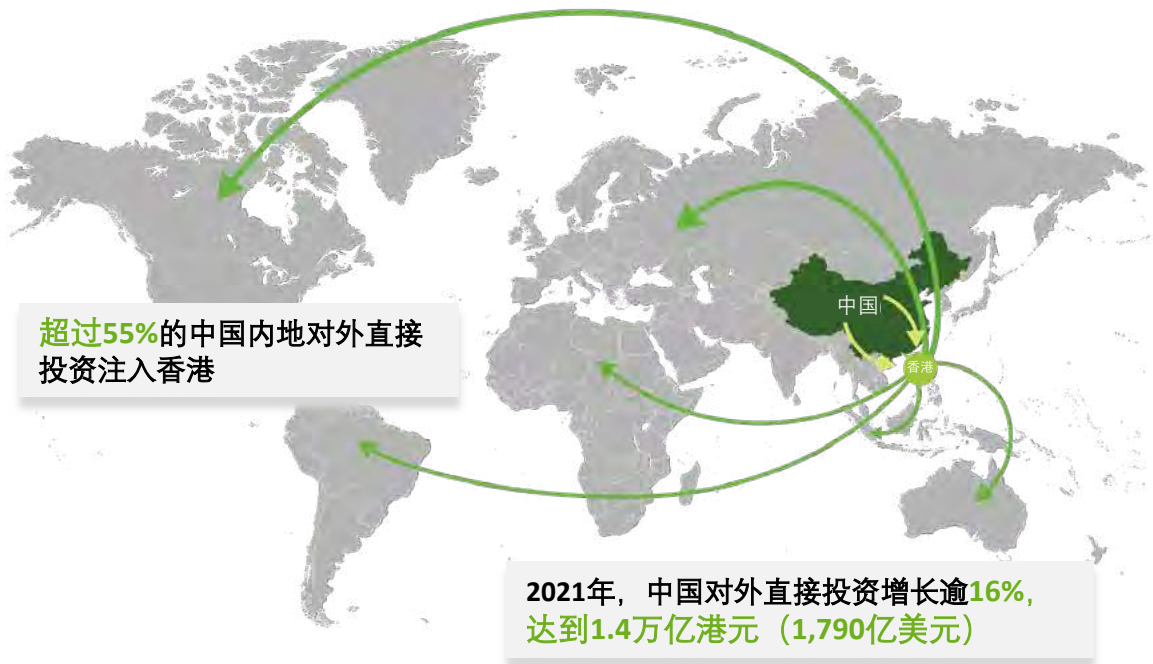 中国
香港
超过55%的中国内地对外直接
投资注入香港
2021年，中国对外直接投资增长逾16%，
达到1.4万亿港元（1,790亿美元）